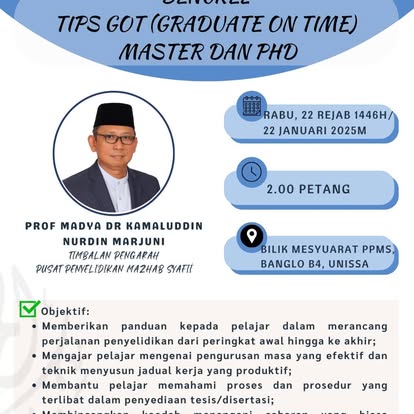 BENGKEL
TIPS GOT (GRADUATE ON TIME)
MASTER DAN PHD
RABU, 22 REJAB 1446H/
22 JANUARI 2025M
2.00 PETANG
PROF MADYA DR KAMALUDDIN
NURDIN MARJUNI
TIMBALAN PENGARAH
PUSAT PENYELIDIKAN MAZHAB SYAFII
BILIK MESYUARAT PPMS,
BANGLO B4, UNISSA
Objektif:
• Memberikan panduan kepada pelajar dalam merancang
perjalanan penyelidikan dari peringkat awal hingga ke akhir;
• Mengajar pelajar mengenai pengurusan masa yang efektif dan
teknik menyusun jadual kerja yang produktif;
• Membantu pelajar memahami proses dan prosedur yang
terlibat dalam penyediaan tesis/disertasi;